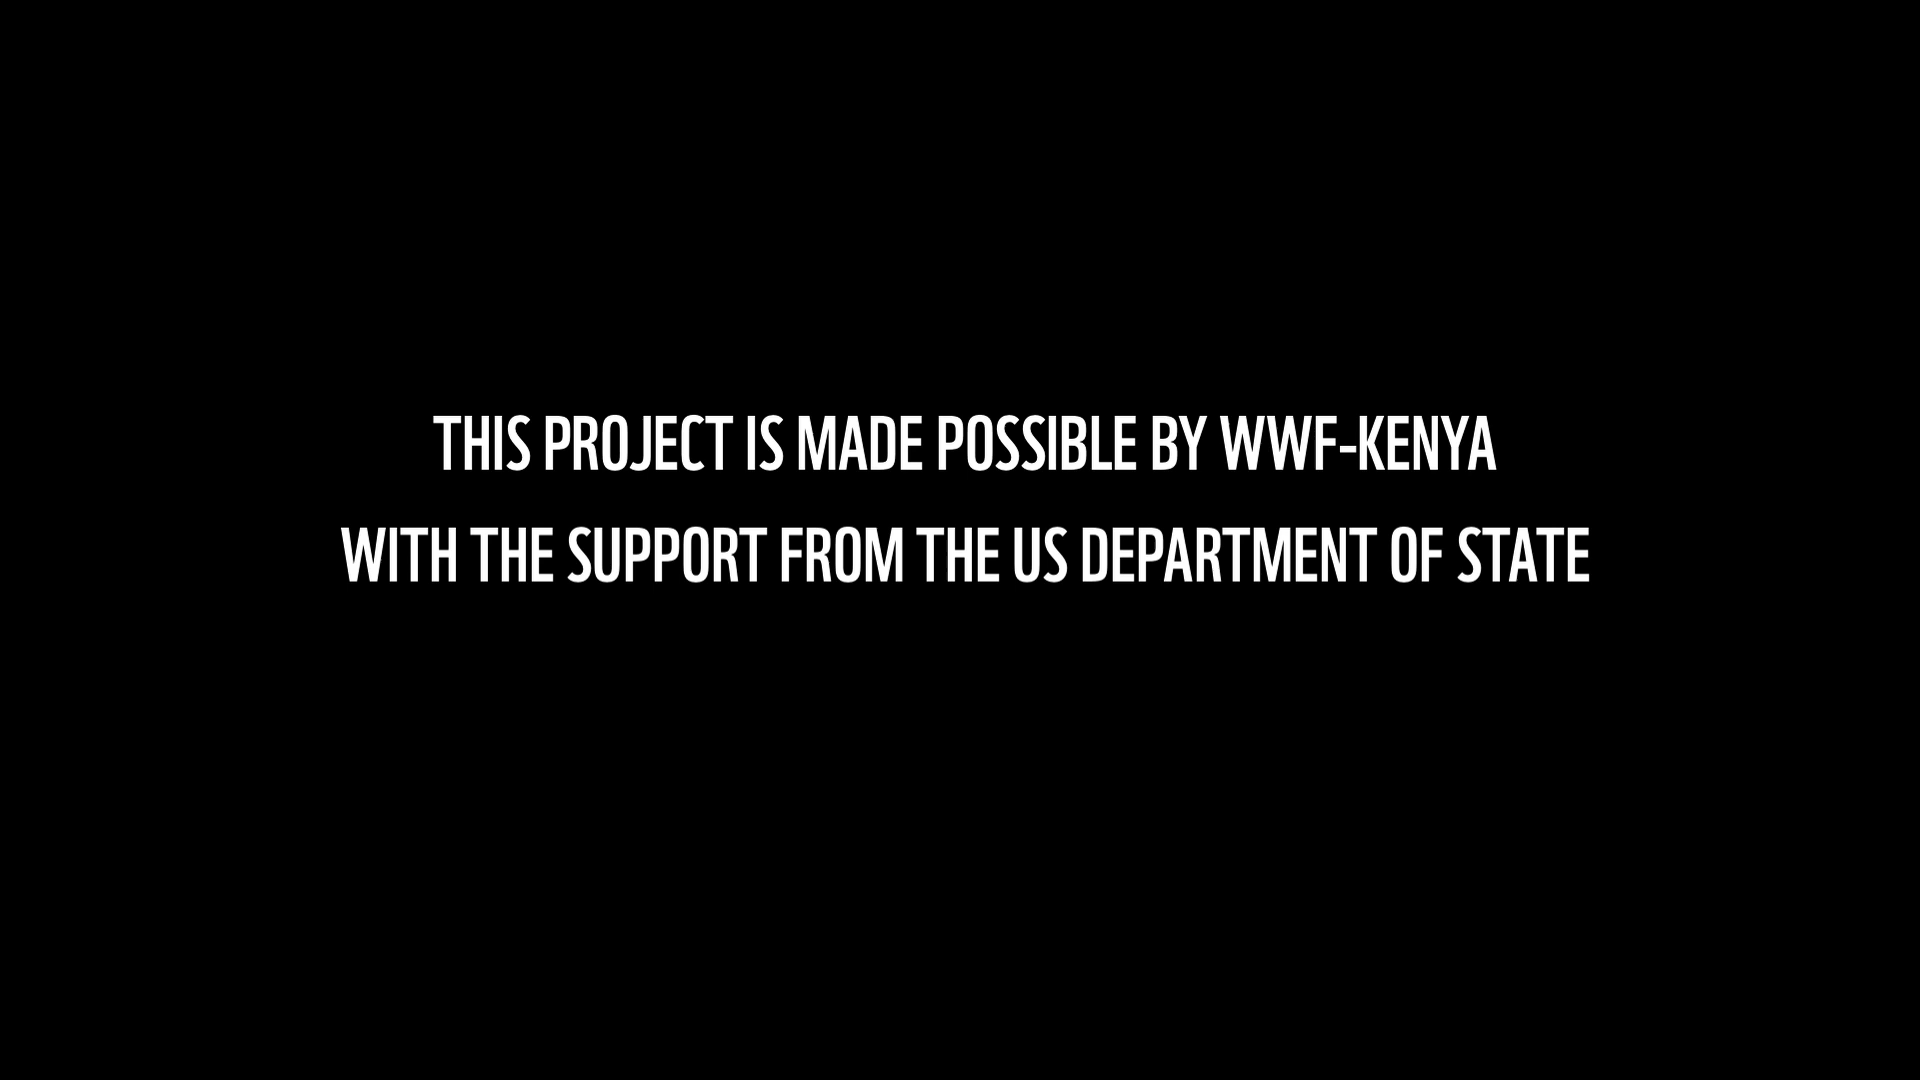 THIS PROJECT IS MADE POSSIBLE BY WWF-KENYA
WITH THE SUPPORT FROM THE US DEPARTMENT OF STATE